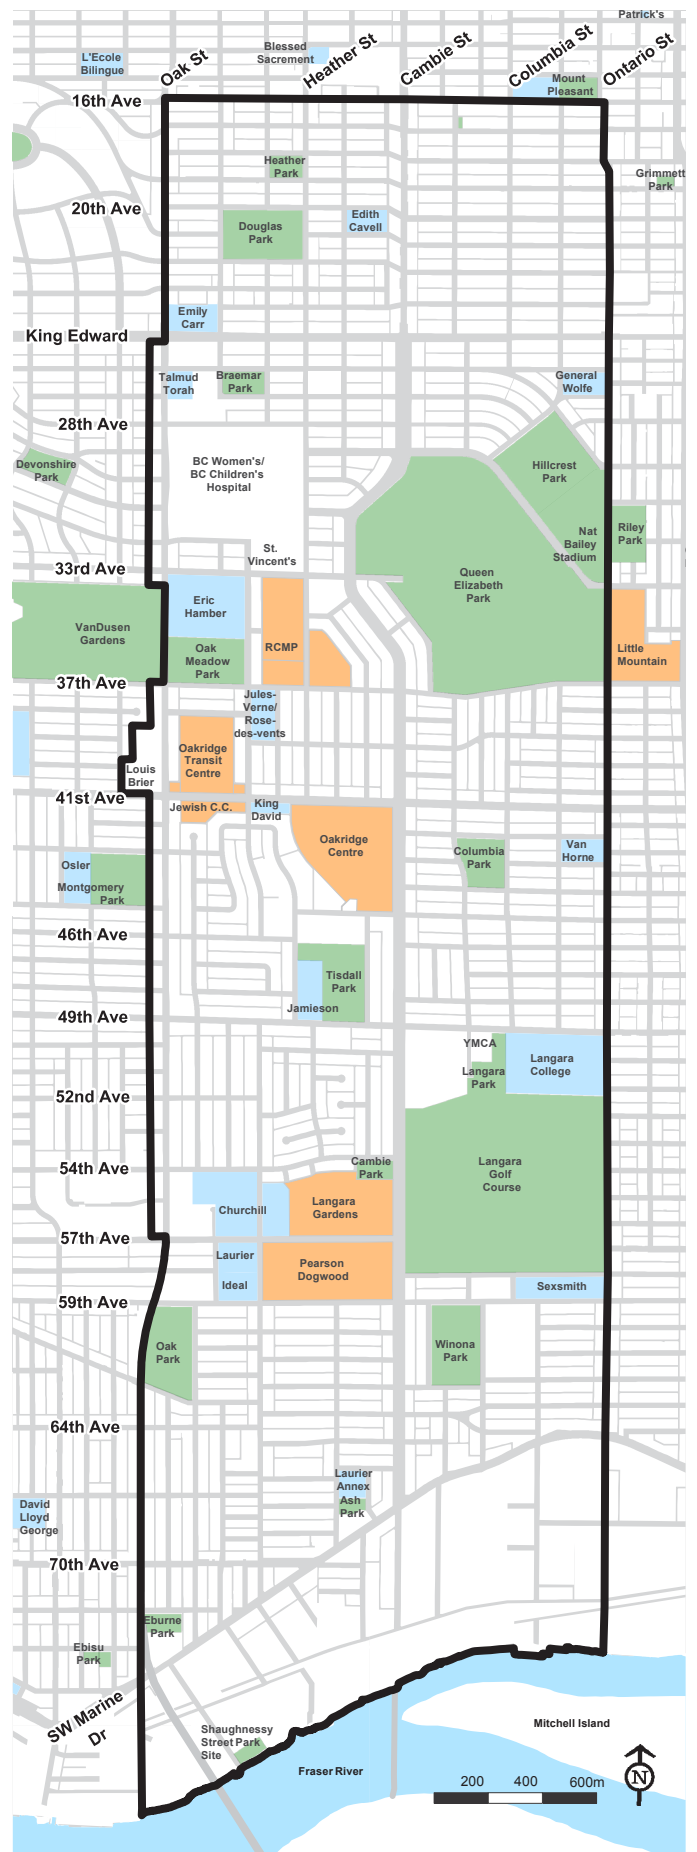 Patrick's
L'Ecole
Bilingue
Blessed
Sacrement
Oak St
Heather St
Cambie St
Columbia St
Ontario St
Mount
Pleasant
16th Ave
Heather
Park
Grimmett
Park
20th Ave
Douglas
Park
Edith
Cavell
Emily
Carr
King Edward
Talmud
Torah
Braemar
Park
General
Wolfe
28th Ave
Devonshire
Park
BC Women's/
BC Children's
Hospital
Hillcrest
Park
Nat
Bailey
Stadium
Riley
Park
St.
Vincent's
33rd Ave
Queen
Elizabeth
Park
Eric
Hamber
VanDusen
Gardens
Oak
Meadow
Park
RCMP
Little
Mountain
37th Ave
Jules-
Verne/
Rose-
des-vents
Oakridge
Transit
Centre
Louis
Brier
41st Ave
Jewish C.C.
King
David
Oakridge
Centre
Columbia
Park
Van
Horne
Osler
Montgomery
Park
46th Ave
Tisdall
Park
Jamieson
49th Ave
YMCA
Langara
Park
Langara
College
52nd Ave
54th Ave
Cambie
Park
Langara
Golf
Course
Churchill
Langara
Gardens
57th Ave
Laurier
Ideal
Pearson
Dogwood
Sexsmith
59th Ave
Oak
Park
Winona
Park
64th Ave
Laurier
Annex
Ash
Park
David
Lloyd
George
70th Ave
Eburne
Park
Ebisu
Park
SW Marine
Dr
Shaughnessy
Street Park
Site
Mitchell Island
Fraser River
N
200 400 600m